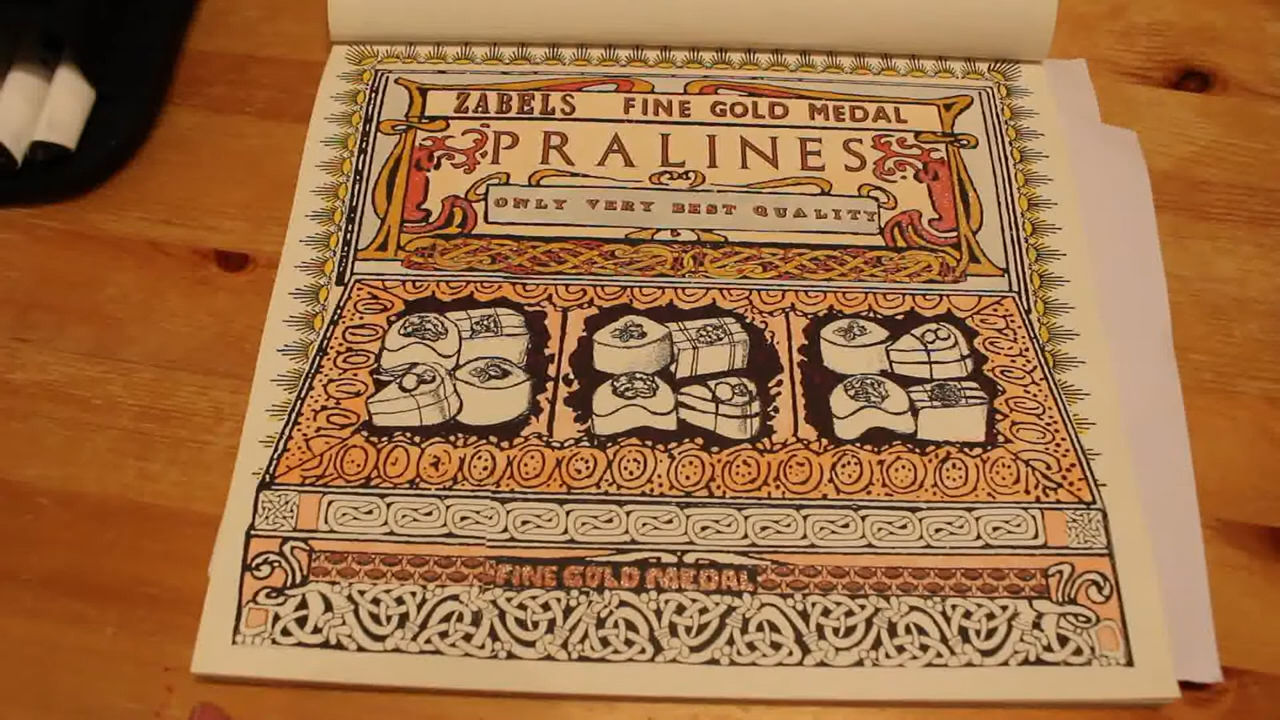 ZABELS FINE GOLD MEDAL
PRALINES
ONLY VERY BEST QUALITY
FINE GOLD MEDAL